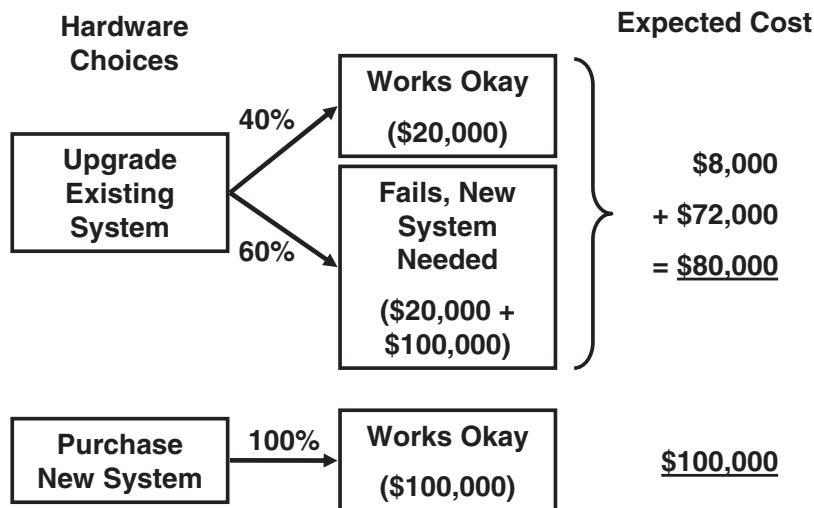 Hardware
Choices
Expected Cost
Upgrade
Existing
System
40%
60%
Works Okay
($20,000)
Fails, New
System
Needed
($20,000 +
$100,000)
$8,000
+ $72,000
= $80,000
Purchase
New System
100%
Works Okay
($100,000)
$100,000